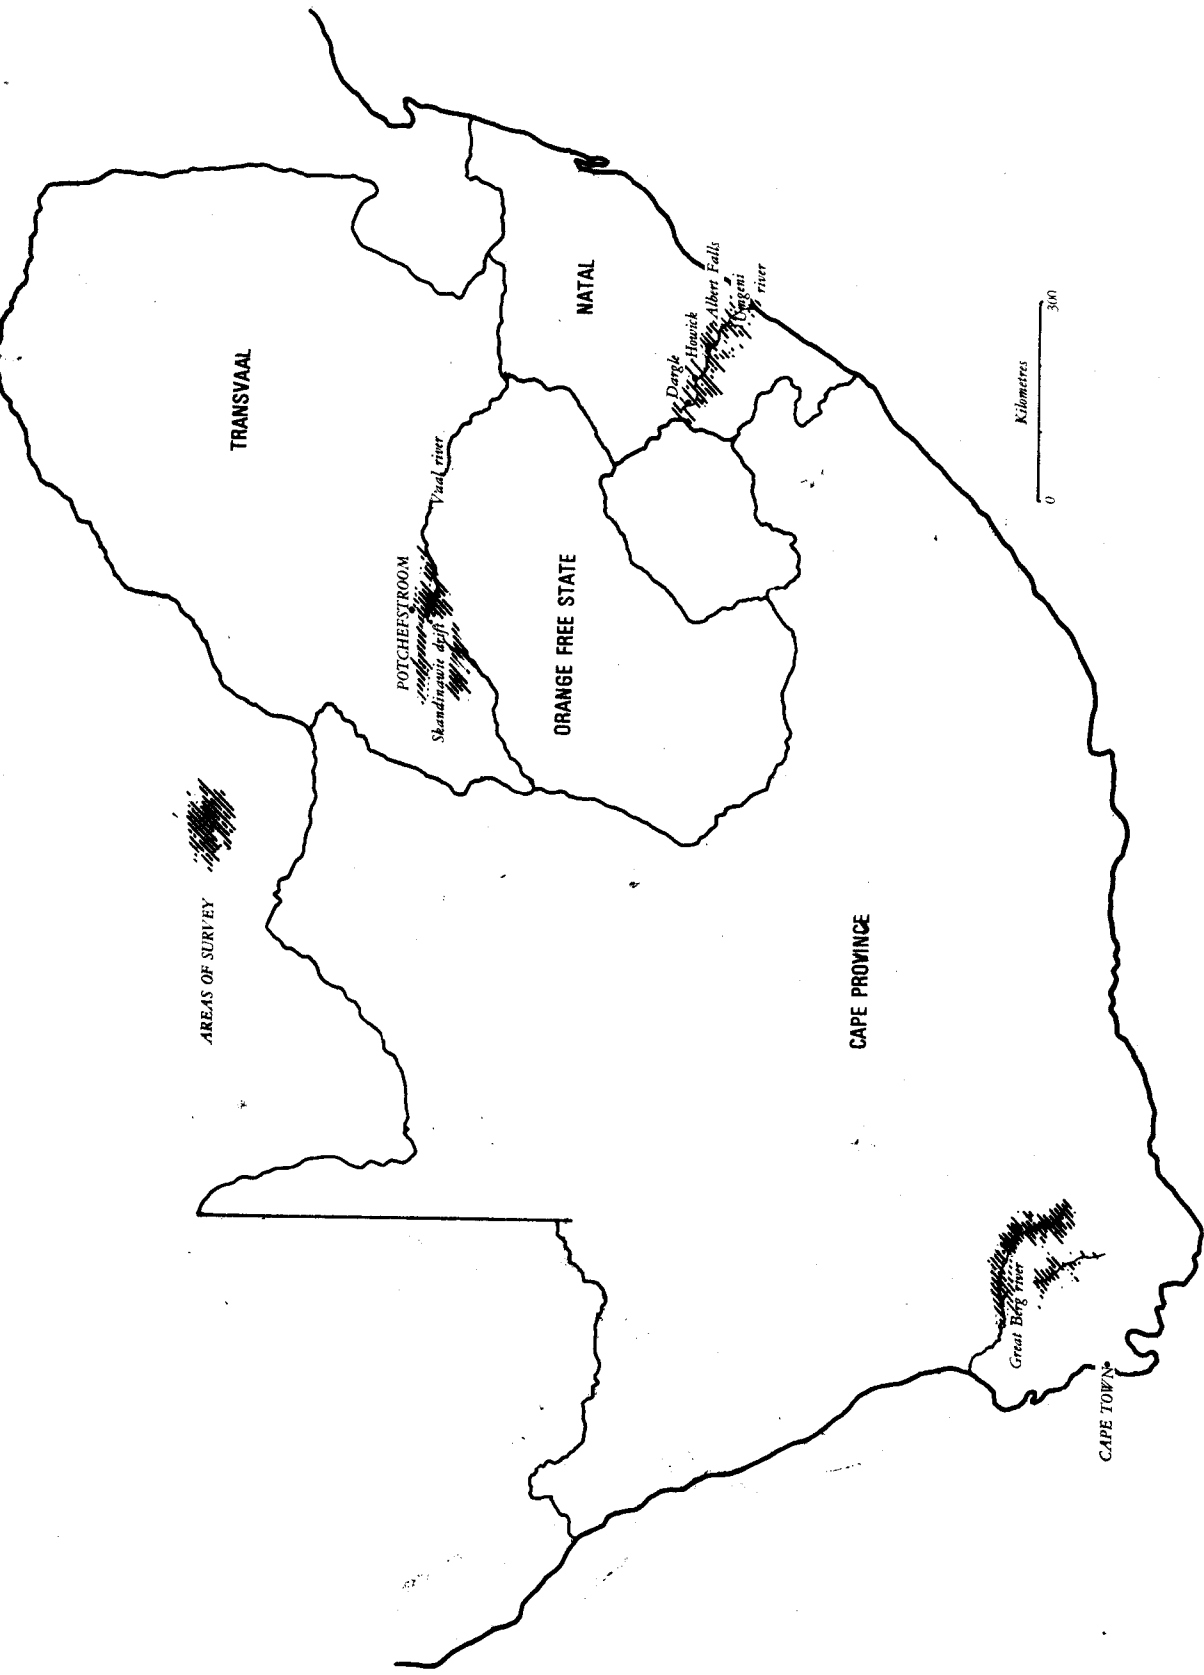 AREAS OF SURVEY
TRANSVAAL
POTCHEFSTROOM
Skandinawie drift
Vaal river
ORANGE FREE STATE
NATAL
Dargle
Howick
Albert Falls
Umgeni
river
CAPE PROVINCE
Great Berg river
CAPE TOWN
Kilometres
0
300